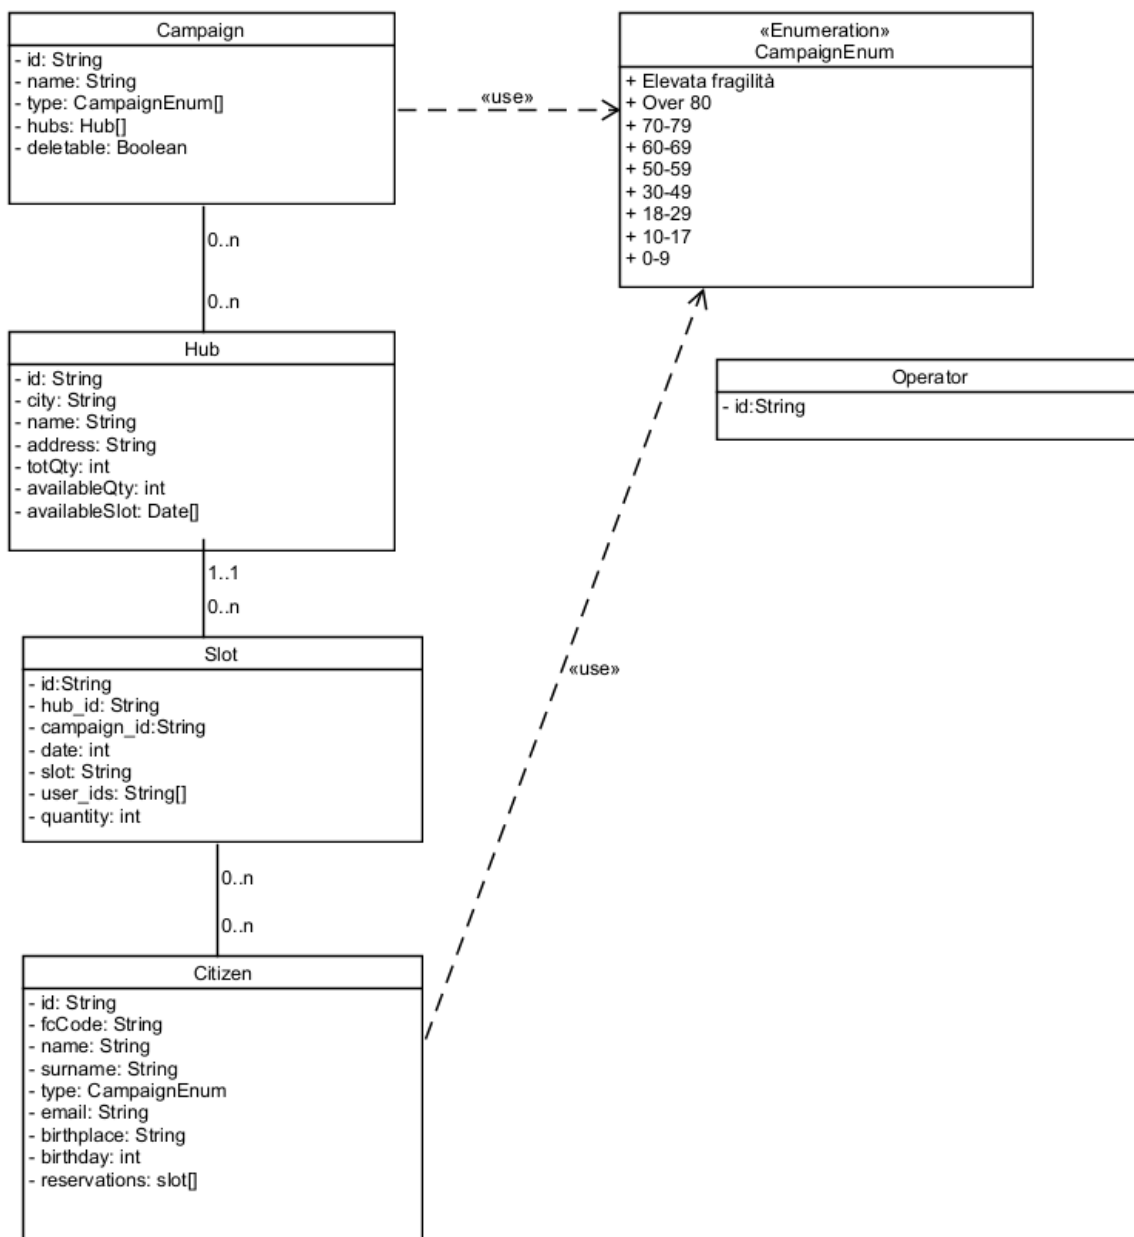 Campaign
- id: String
- name: String
- type: CampaignEnum[]
- hubs: Hub[]
- deletable: Boolean
«use»
«Enumeration»
CampaignEnum
+ Elevata fragilità
+ Over 80
+ 70-79
+ 60-69
+ 50-59
+ 30-49
+ 18-29
+ 10-17
+ 0-9
0..n
0..n
Hub
- id: String
- city: String
- name: String
- address: String
- totQty: int
- availableQty: int
- availableSlot: Date[]
Operator
- id:String
1..1
0..n
Slot
- id:String
- hub_id: String
- campaign_id:String
- date: int
- slot: String
- user_ids: String[]
- quantity: int
«use»
0..n
0..n
Citizen
- id: String
- fcCode: String
- name: String
- surname: String
- type: CampaignEnum
- email: String
- birthplace: String
- birthday: int
- reservations: slot[]